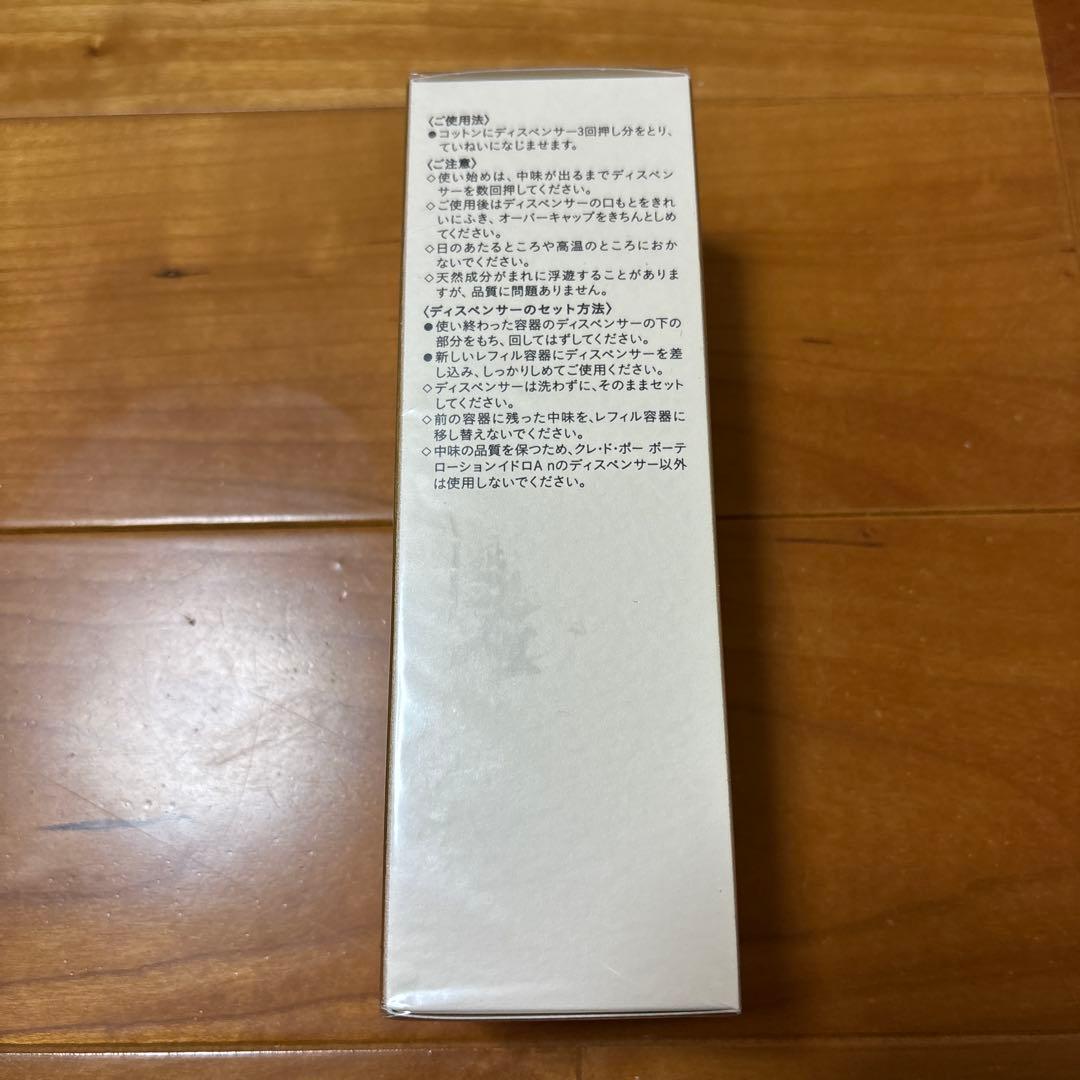 〈ご使用法〉
●コットンにディスペンサー3回押し分をとり、
ていねいになじませます。
〈ご注意〉
◇使い始めは、中味が出るまでディスペン
サーを数回押してください。
◇ご使用後はディスペンサーの口もとをきれ
いにふき、オーバーキャップをきちんとしめ
てください。
◇日のあたるところや高温のところにおか
ないでください。
◇天然成分がまれに浮遊することがありま
すが、品質に問題ありません。
〈ディスペンサーのセット方法〉
●使い終わった容器のディスペンサーの下の
部分をもち、回してはずしてください。
●新しいレフィル容器にディスペンサーを差
し込み、しっかりしめてご使用ください。
◇ディスペンサーは洗わずに、そのままセット
してください。
◇前の容器に残った中味を、レフィル容器に
移し替えないでください。
◇中味の品質を保つため、クレ・ド・ポー ボーテ
ローションイドロA nのディスペンサー以外
は使用しないでください。